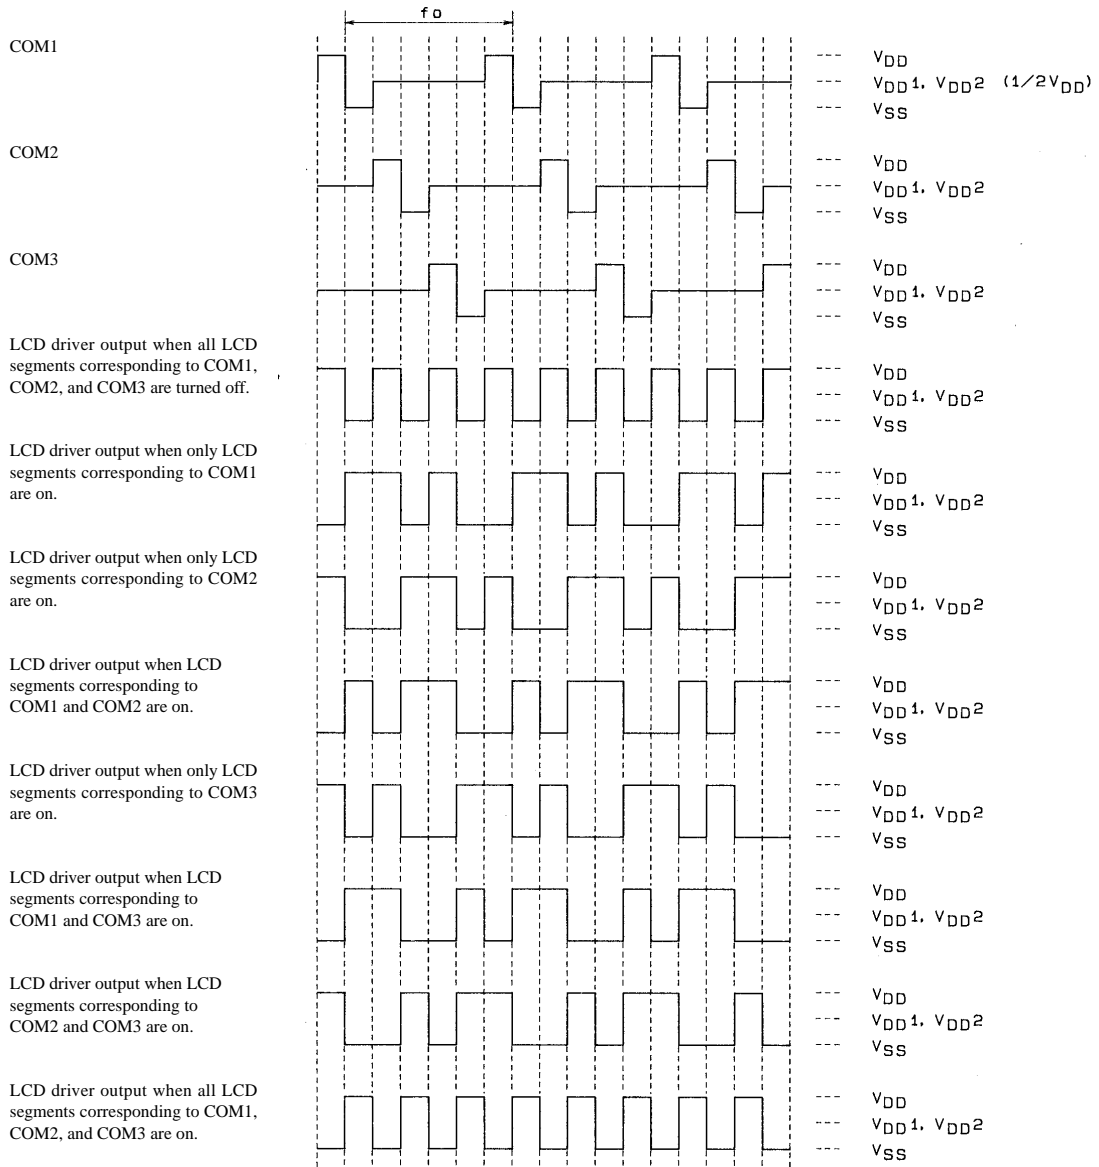 fo
COM1
VDD
VDD1, VDD2 (1/2VDD)
VSS
COM2
VDD
VDD1, VDD2
VSS
COM3
VDD
VDD1, VDD2
VSS
LCD driver output when all LCD
segments corresponding to COM1,
COM2, and COM3 are turned off.
VDD
VDD1, VDD2
VSS
LCD driver output when only LCD
segments corresponding to COM1
are on.
VDD
VDD1, VDD2
VSS
LCD driver output when only LCD
segments corresponding to COM2
are on.
VDD
VDD1, VDD2
VSS
LCD driver output when LCD
segments corresponding to
COM1 and COM2 are on.
VDD
VDD1, VDD2
VSS
LCD driver output when only LCD
segments corresponding to COM3
are on.
VDD
VDD1, VDD2
VSS
LCD driver output when LCD
segments corresponding to
COM1 and COM3 are on.
VDD
VDD1, VDD2
VSS
LCD driver output when LCD
segments corresponding to
COM2 and COM3 are on.
VDD
VDD1, VDD2
VSS
LCD driver output when all LCD
segments corresponding to COM1,
COM2, and COM3 are on.
VDD
VDD1, VDD2
VSS